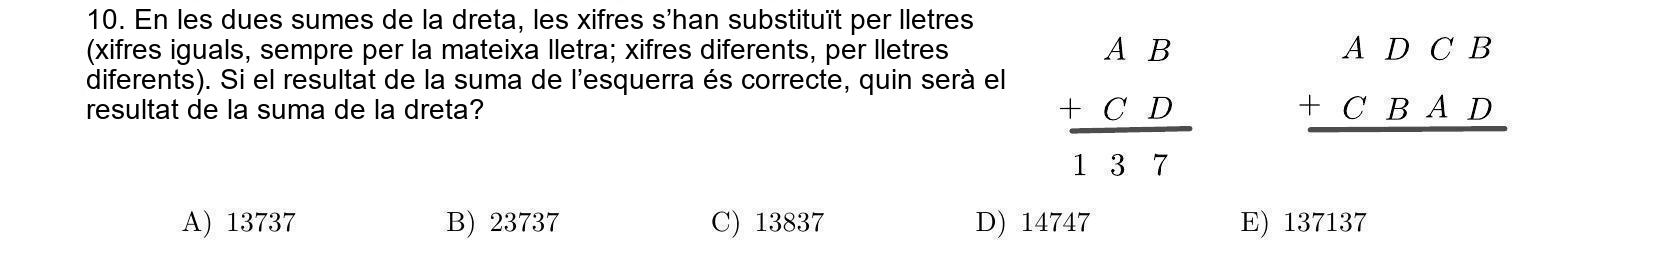 10. En les dues sumes de la dreta, les xifres s’han substituït per lletres
(xifres iguals, sempre per la mateixa lletra; xifres diferents, per lletres
diferents). Si el resultat de la suma de l’esquerra és correcte, quin serà el
resultat de la suma de la dreta?
A B
+ C D
1 3 7
A D C B
+ C B A D
A) 13737 B) 23737 C) 13837 D) 14747 E) 137137